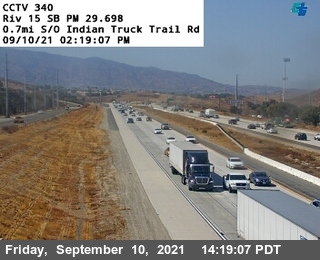 CCTV 340
Riv 15 SB PM 29.698
0.7mi S/O Indian Truck Trail Rd
09/10/21 02:19:07 PM
Friday, September 10, 2021 14:19:07 PDT